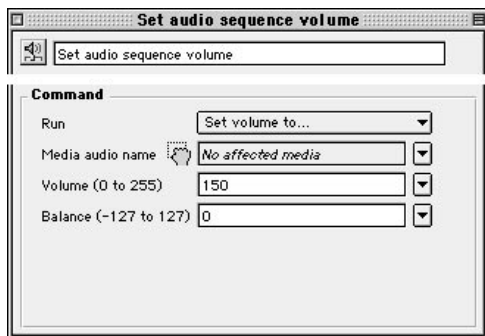 Set audio sequence volume
Set audio sequence volume
Command
Run Set volume to...
Media audio name No affected media
Volume (0 to 255) 150
Balance (-127 to 127) 0